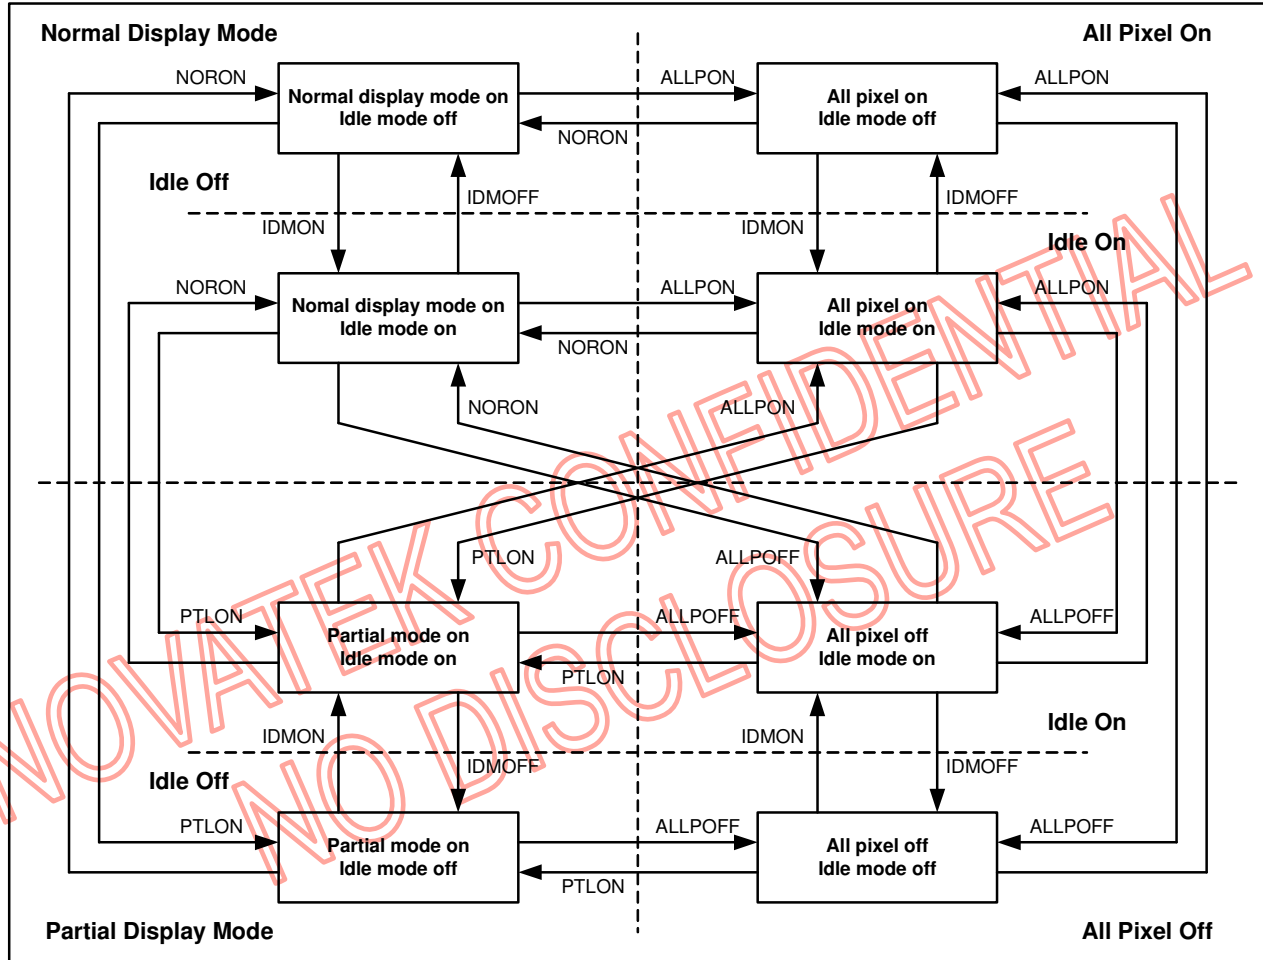 Normal Display Mode
All Pixel On
NORON
ALLPON
ALLPON
Normal display mode on
Idle mode off
All pixel on
Idle mode off
NORON
Idle Off
IDMOFF
IDMOFF
IDMON
IDMON
Idle On
NORON
ALLPON
ALLPON
Nomal display mode on
Idle mode on
All pixel on
Idle mode on
NORON
NORON
ALLPON
PTLON
ALLPOFF
PTLON
ALLPOFF
ALLPOFF
Partial mode on
Idle mode on
All pixel off
Idle mode on
PTLON
IDMON
IDMON
Idle On
Idle Off
IDMOFF
IDMOFF
PTLON
ALLPOFF
ALLPOFF
Partial mode on
Idle mode off
All pixel off
Idle mode off
PTLON
Partial Display Mode
All Pixel Off
NOVATEK CONFIDENTIAL
NO DISCLOSURE